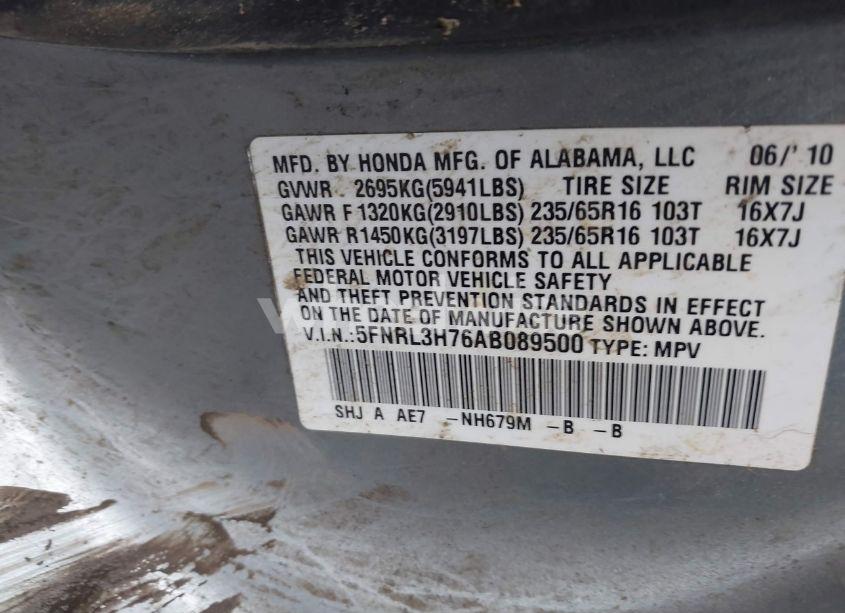 MFD. BY HONDA MFG. OF ALABAMA, LLC 06/' 10
GVWR 2695KG(5941LBS) TIRE SIZE RIM SIZE
GAWR F1320KG(2910LBS) 235/65R16 103T 16X7J
GAWR R1450KG(3197LBS) 235/65R16 103T 16X7J
THIS VEHICLE CONFORMS TO ALL APPLICABLE
FEDERAL MOTOR VEHICLE SAFETY
AND THEFT PREVENTION STANDARDS IN EFFECT
ON THE DATE OF MANUFACTURE SHOWN ABOVE.
V.I.N.:5FNRL3H76AB089500 TYPE: MPV
SHJ A AE7 -NH679M -B -B